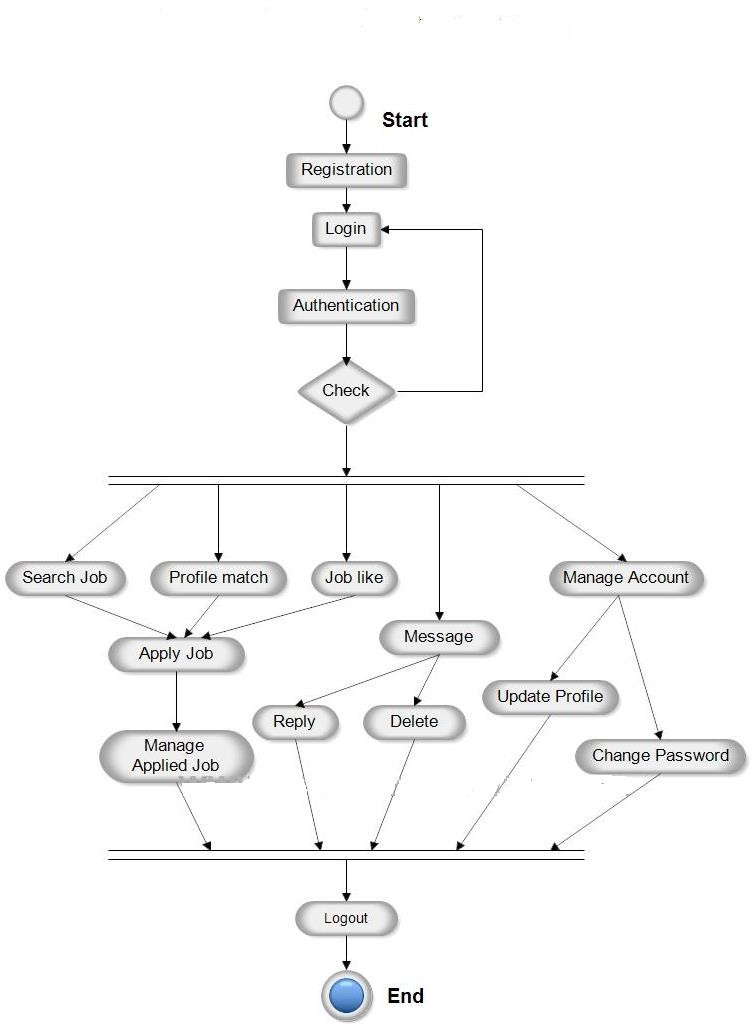 Start
Registration
Login
Authentication
Check
Search Job
Profile match
Job like
Manage Account
Message
Apply Job
Update Profile
Reply
Delete
Manage
Applied Job
Change Password
Logout
End